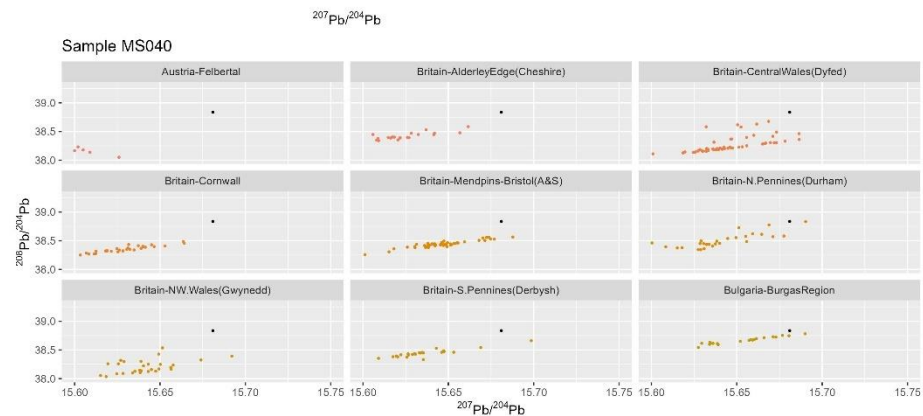 ²⁰⁷Pb/²⁰⁴Pb
Sample MS040
Austria-Felbertal
Britain-AlderleyEdge(Cheshire)
Britain-CentralWales(Dyfed)
39.0
38.5
38.0
Britain-Cornwall
Britain-Mendpins-Bristol(A&S)
Britain-N.Pennines(Durham)
²⁰⁸Pb/²⁰⁴Pb
39.0
38.5
38.0
Britain-NW.Wales(Gwynedd)
Britain-S.Pennines(Derbysh)
Bulgaria-BurgasRegion
39.0
38.5
38.0
15.60 15.65 15.70 15.75 15.60 15.65 15.70 15.75 15.60 15.65 15.70 15.75
²⁰⁷Pb/²⁰⁴Pb